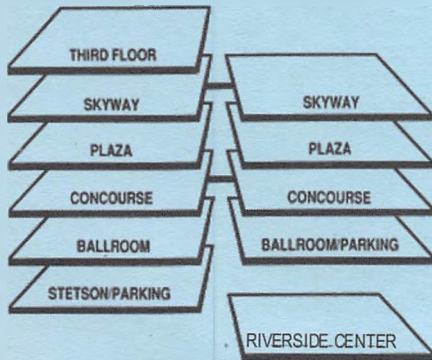 THIRD FLOOR
SKYWAY
PLAZA
CONCOURSE
BALLROOM
STETSON/PARKING
SKYWAY
PLAZA
CONCOURSE
BALLROOM/PARKING
RIVERSIDE CENTER